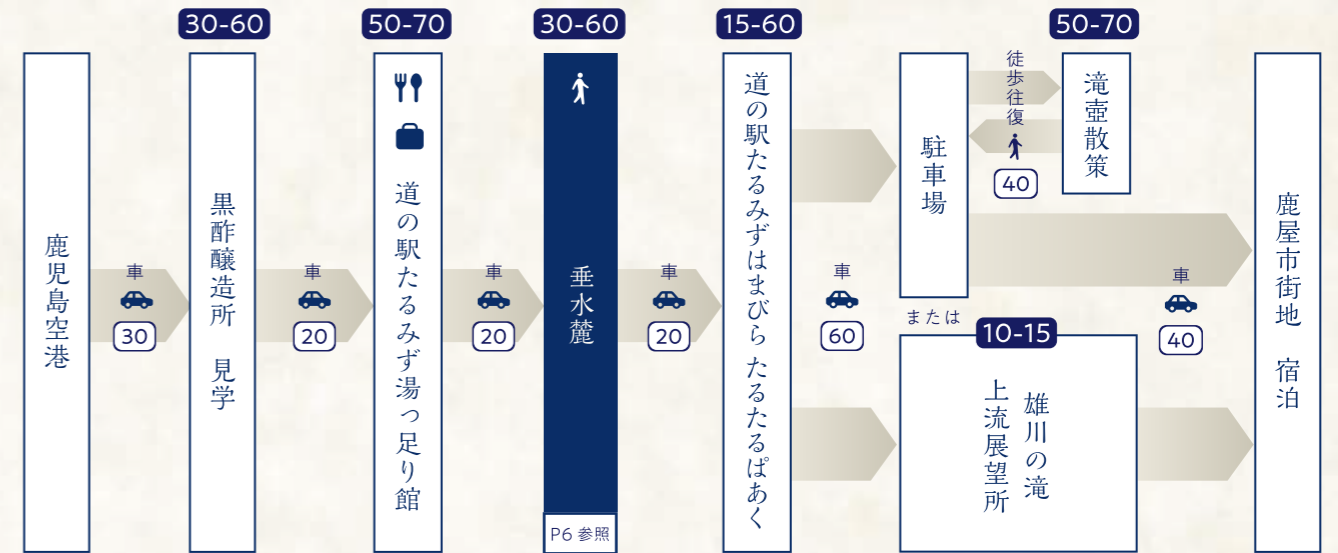 30-60
50-70
30-60
15-60
50-70
鹿児島空港
車
30
黒酢醸造所 見学
車
20
道の駅たるみず湯っ足り館
車
20
垂水麓
P6 参照
車
20
道の駅たるみずはまびら たるたるぱあく
車
60
駐車場
徒歩往復
40
滝壺散策
または
10-15
雄川の滝
上流展望所
車
40
鹿屋市街地 宿泊